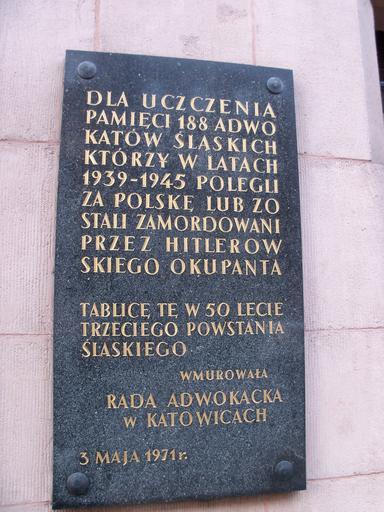 DLA UCZCZENIA
PAMIĘCI 188 ADWO
KATÓW ŚLĄSKICH
KTÓRZY W LATACH
1939-1945 POLEGLI
ZA POLSKĘ LUB ZO
STALI ZAMORDOWANI
PRZEZ HITLEROW
SKIEGO OKUPANTA
TABLICĘ TĘ W 50 LECIE
TRZECIEGO POWSTANIA
ŚLĄSKIEGO
WMUROWAŁA
RADA ADWOKACKA
W KATOWICACH
3 MAJA 1971 r.